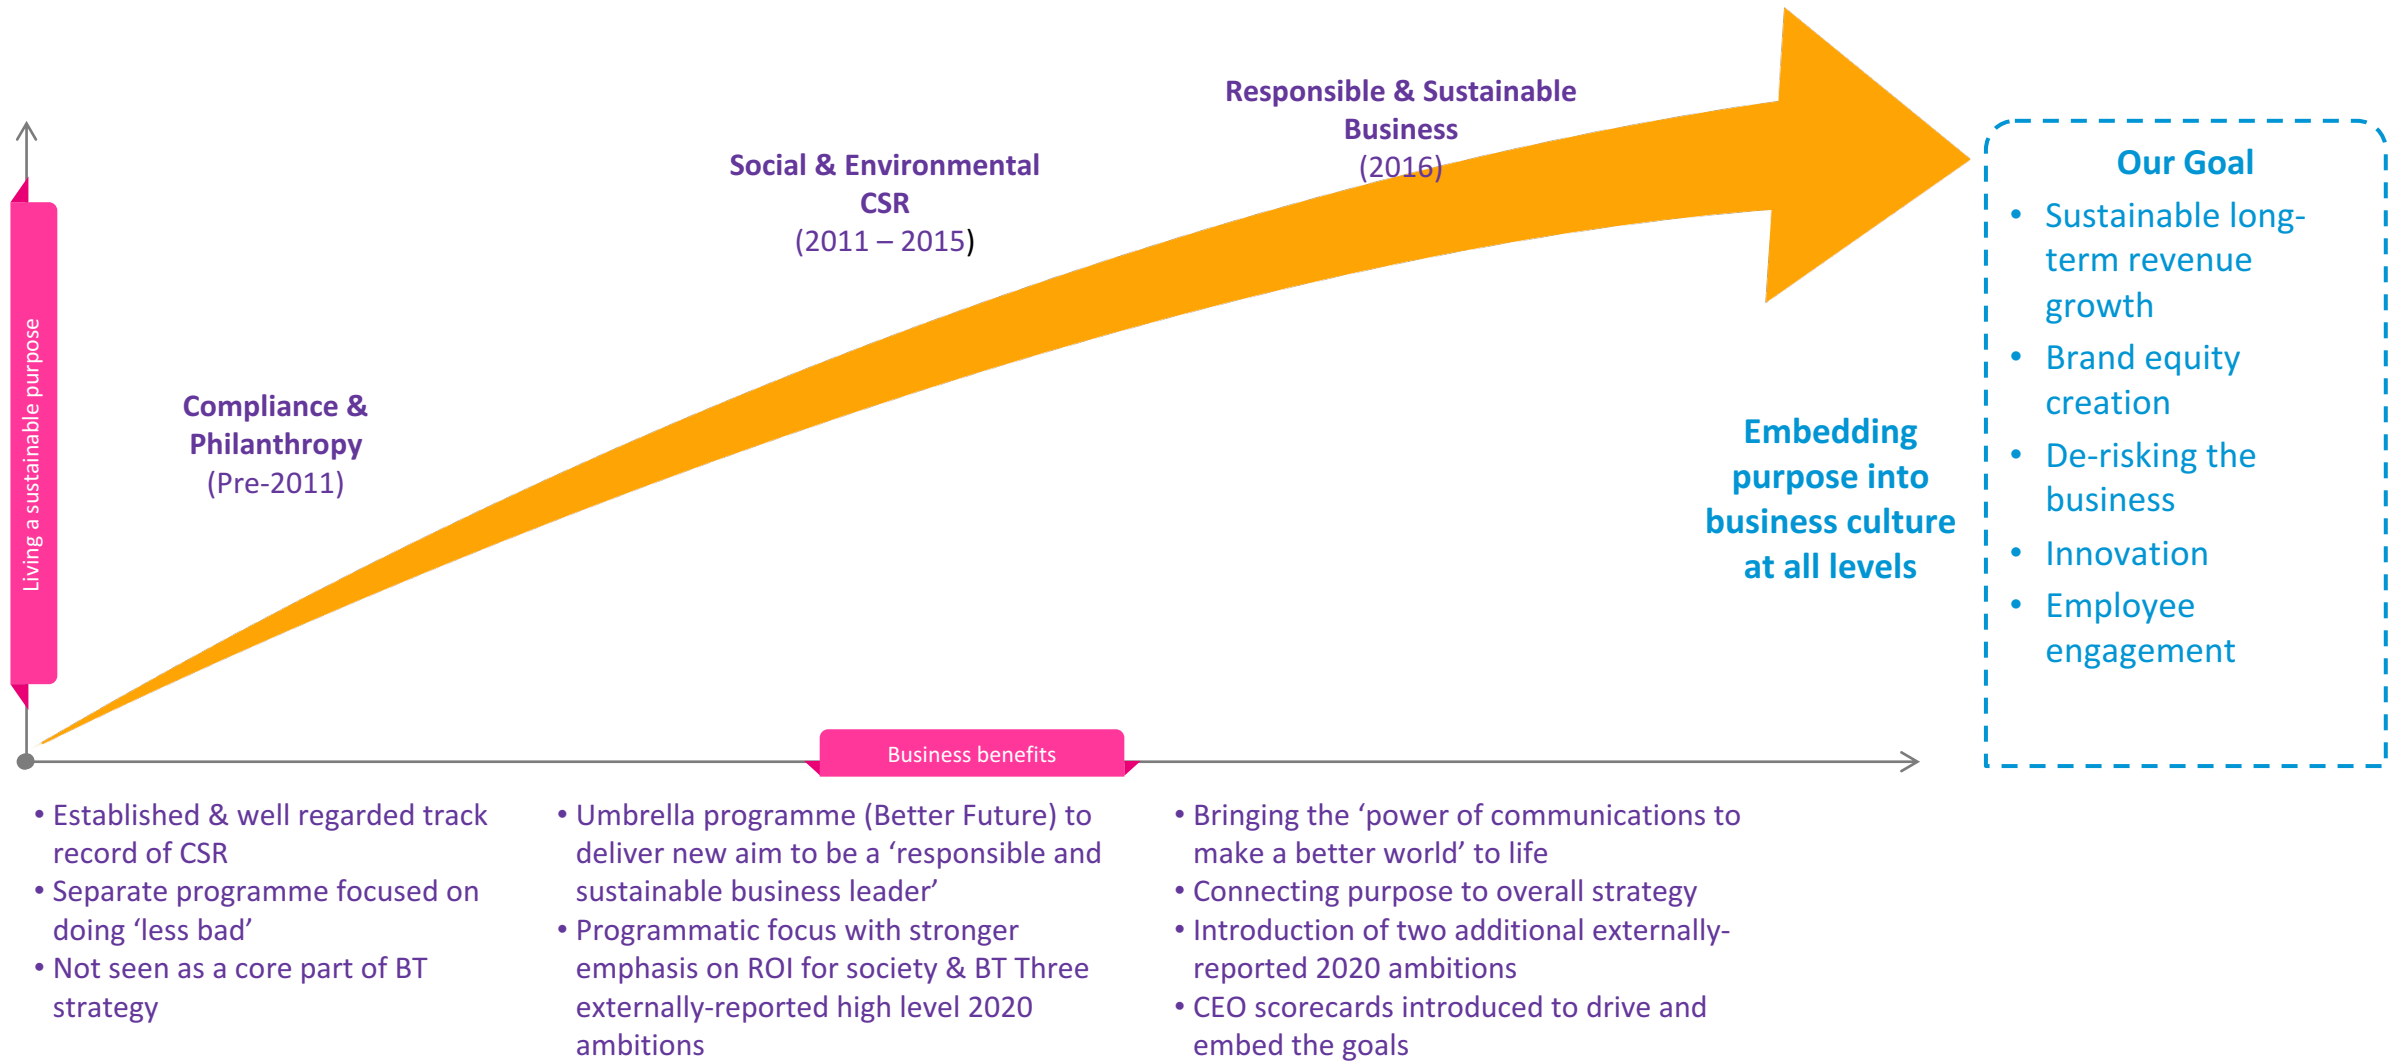 Responsible & Sustainable
Business
(2016)
Social & Environmental
CSR
(2011 – 2015)
Compliance &
Philanthropy
(Pre-2011)
Living a sustainable purpose
Embedding
purpose into
business culture
at all levels
Our Goal
• Sustainable long-
term revenue
growth
• Brand equity
creation
• De-risking the
business
• Innovation
• Employee
engagement
Business benefits
• Established & well regarded track
record of CSR
• Separate programme focused on
doing ‘less bad’
• Not seen as a core part of BT
strategy
• Umbrella programme (Better Future) to
deliver new aim to be a ‘responsible and
sustainable business leader’
• Programmatic focus with stronger
emphasis on ROI for society & BT Three
externally-reported high level 2020
ambitions
• Bringing the ‘power of communications to
make a better world’ to life
• Connecting purpose to overall strategy
• Introduction of two additional externally-
reported 2020 ambitions
• CEO scorecards introduced to drive and
embed the goals